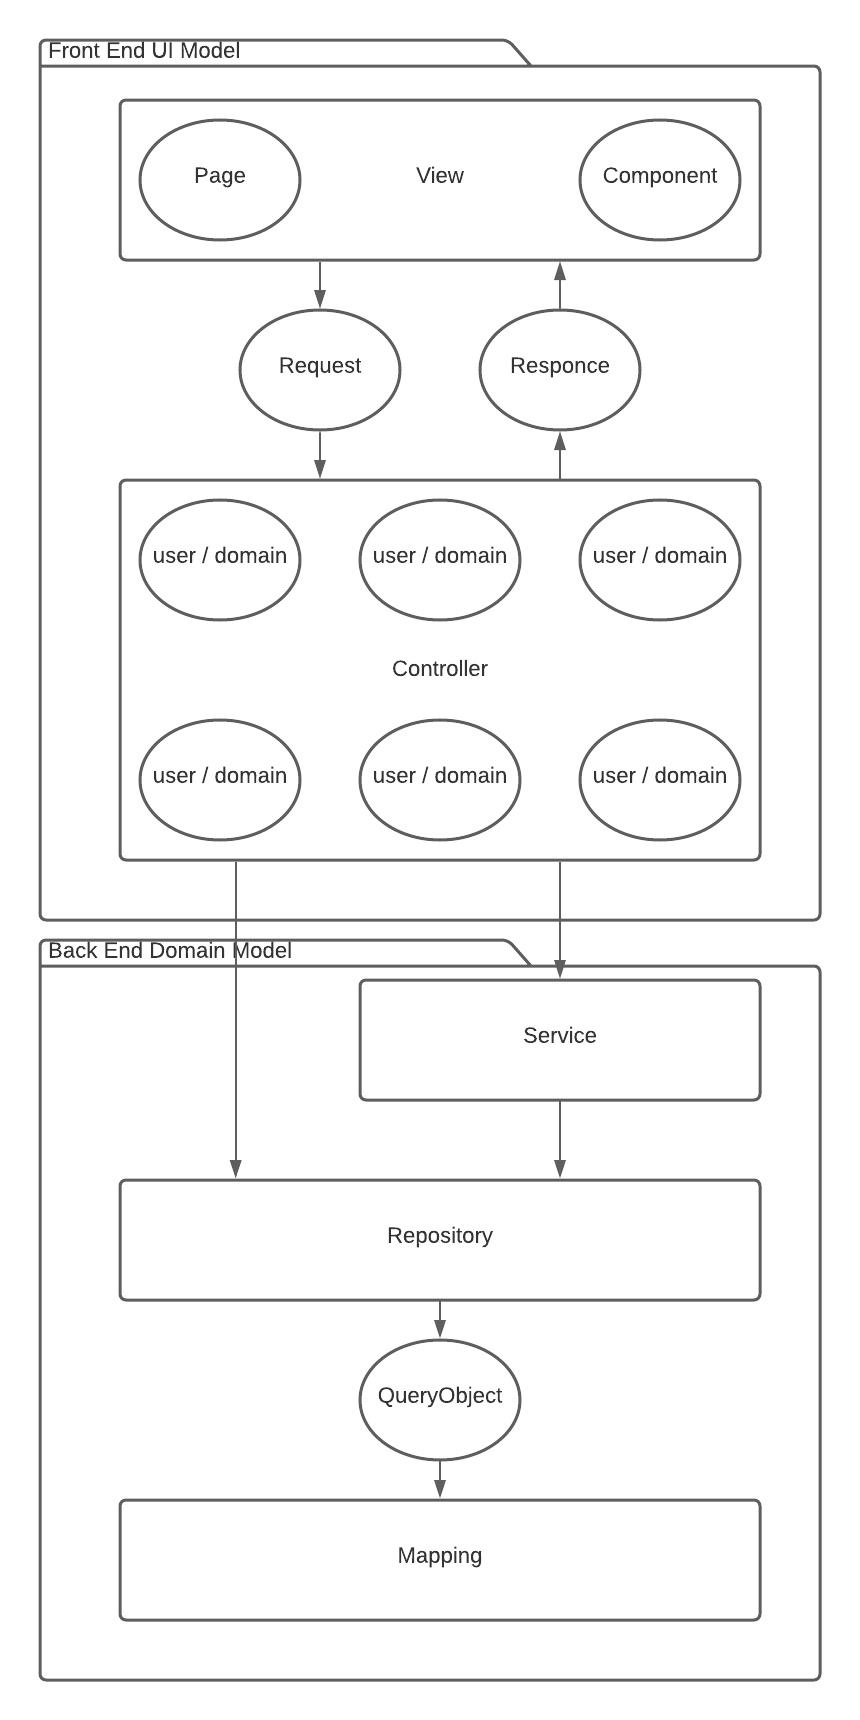 Front End UI Model
Page
View
Component
Request
Responce
user / domain
user / domain
user / domain
Controller
user / domain
user / domain
user / domain
Back End Domain Model
Service
Repository
QueryObject
Mapping